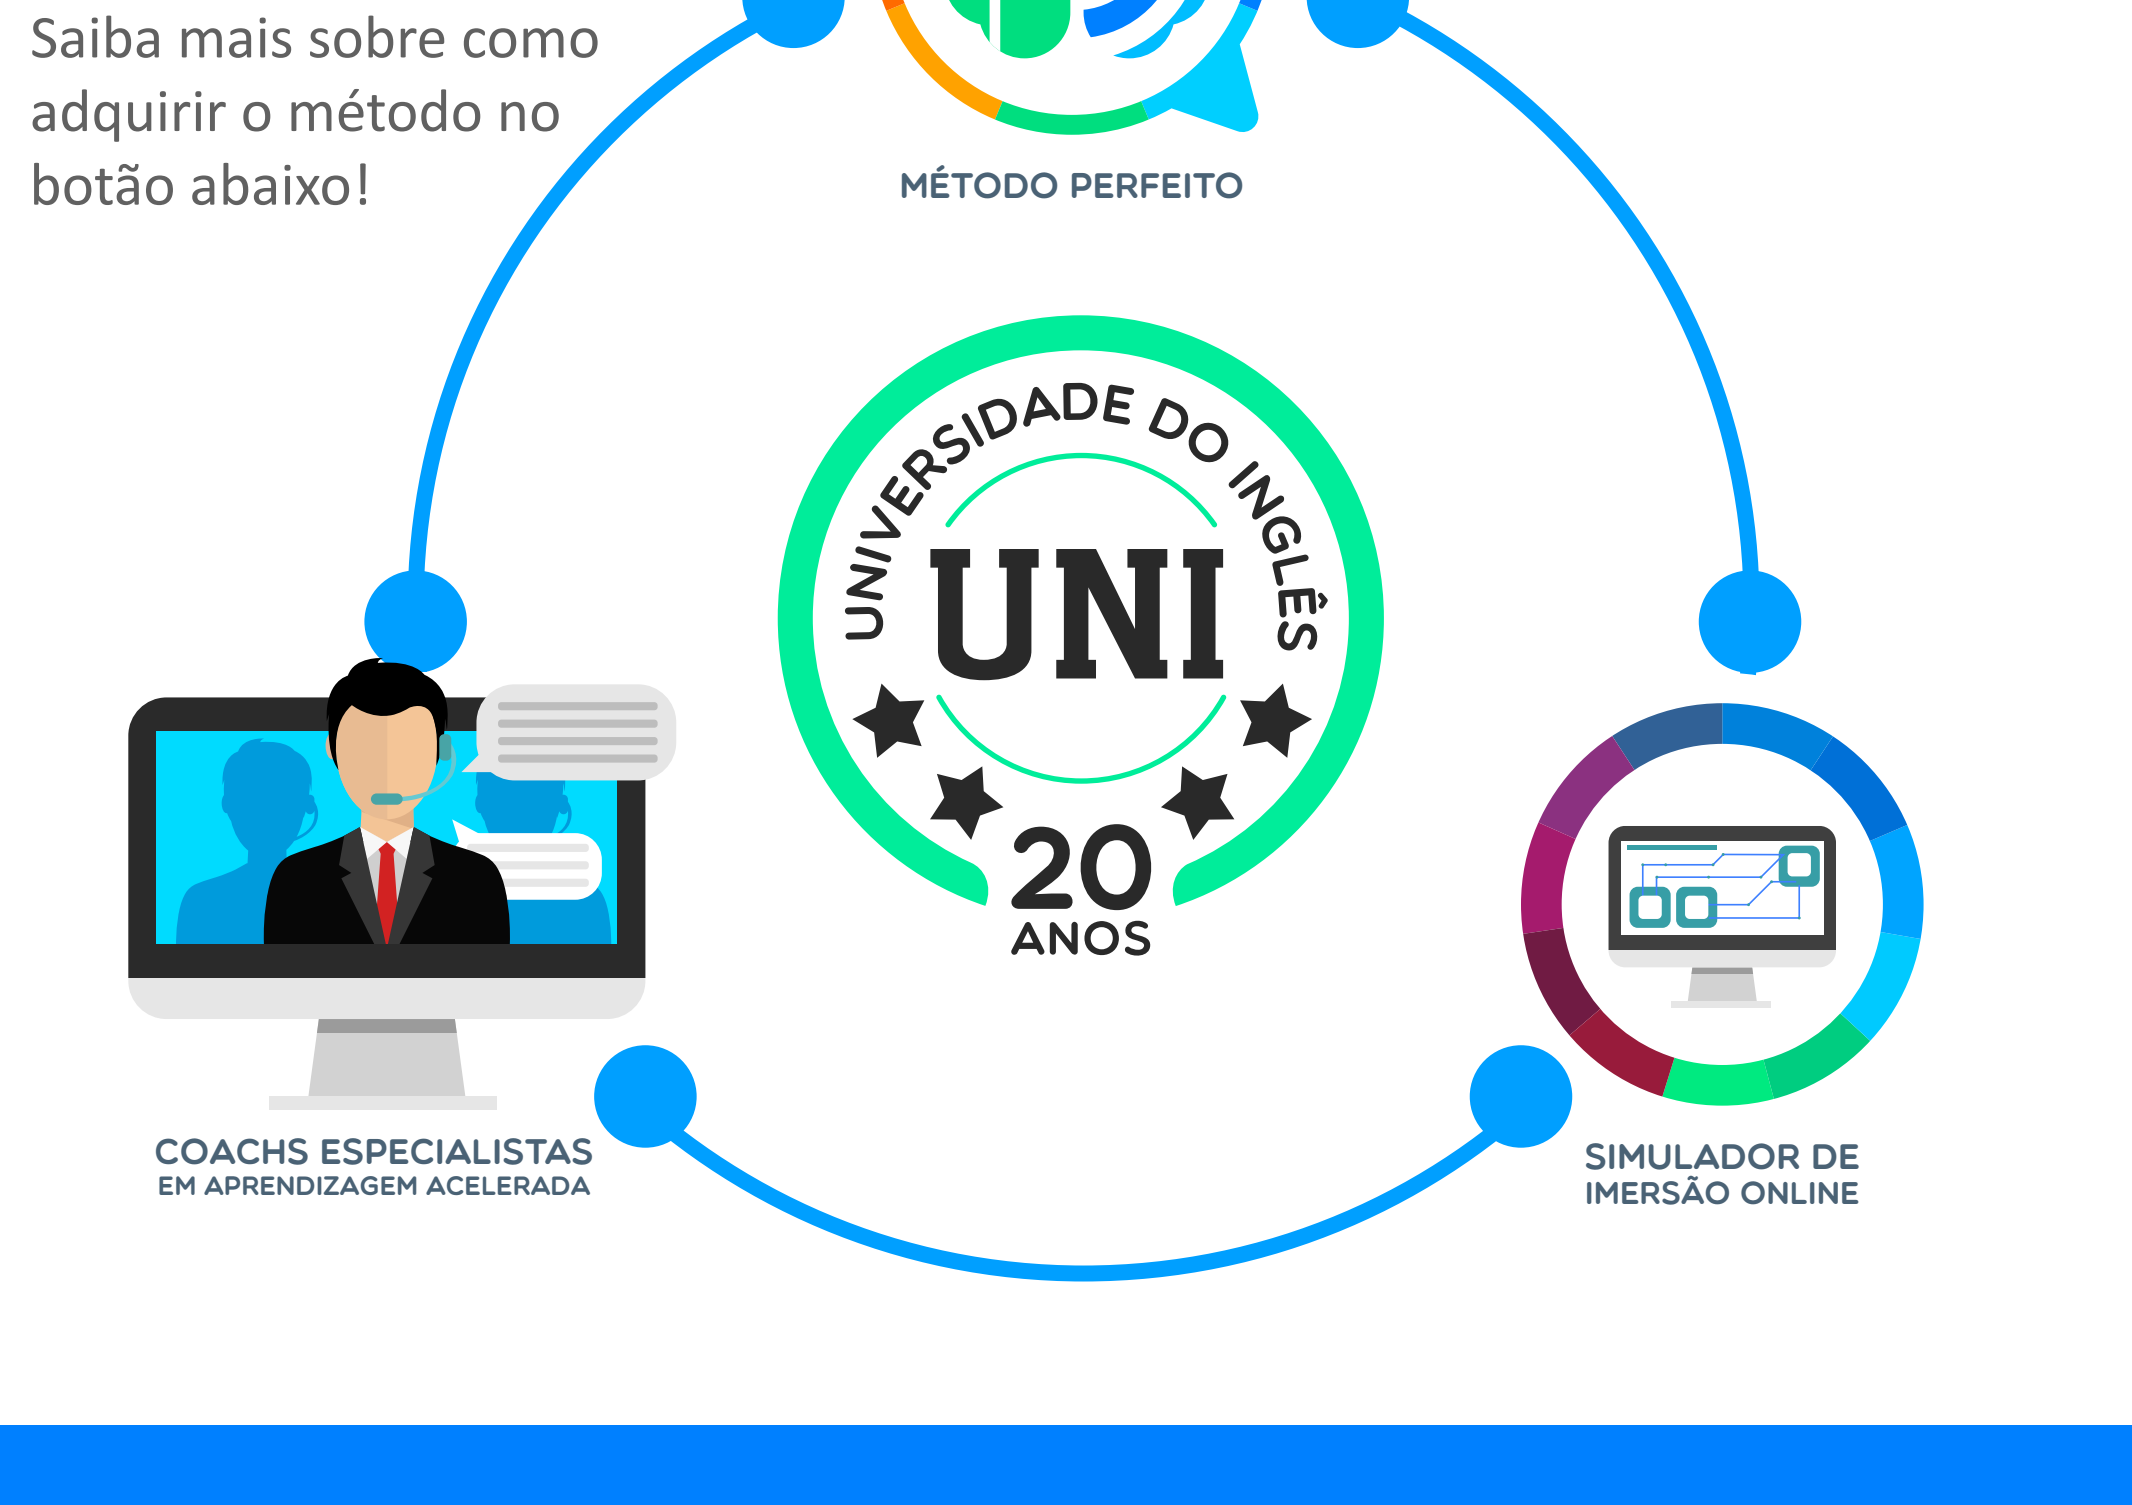 Saiba mais sobre como
adquirir o método no
botão abaixo!
MÉTODO PERFEITO
UNIVERSIDADE DO INGLÊS
UNI
20
ANOS
COACHS ESPECIALISTAS
EM APRENDIZAGEM ACELERADA
SIMULADOR DE
IMERSÃO ONLINE